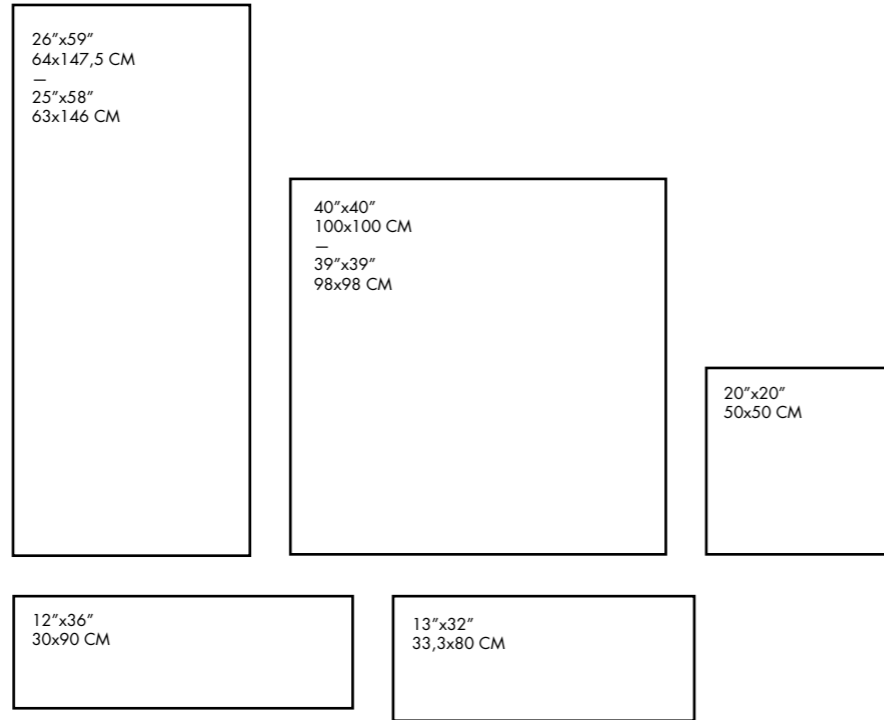 26”x59”
64x147,5 CM
—
25”x58”
63x146 CM
40”x40”
100x100 CM
—
39”x39”
98x98 CM
20”x20”
50x50 CM
12”x36”
30x90 CM
13”x32”
33,3x80 CM